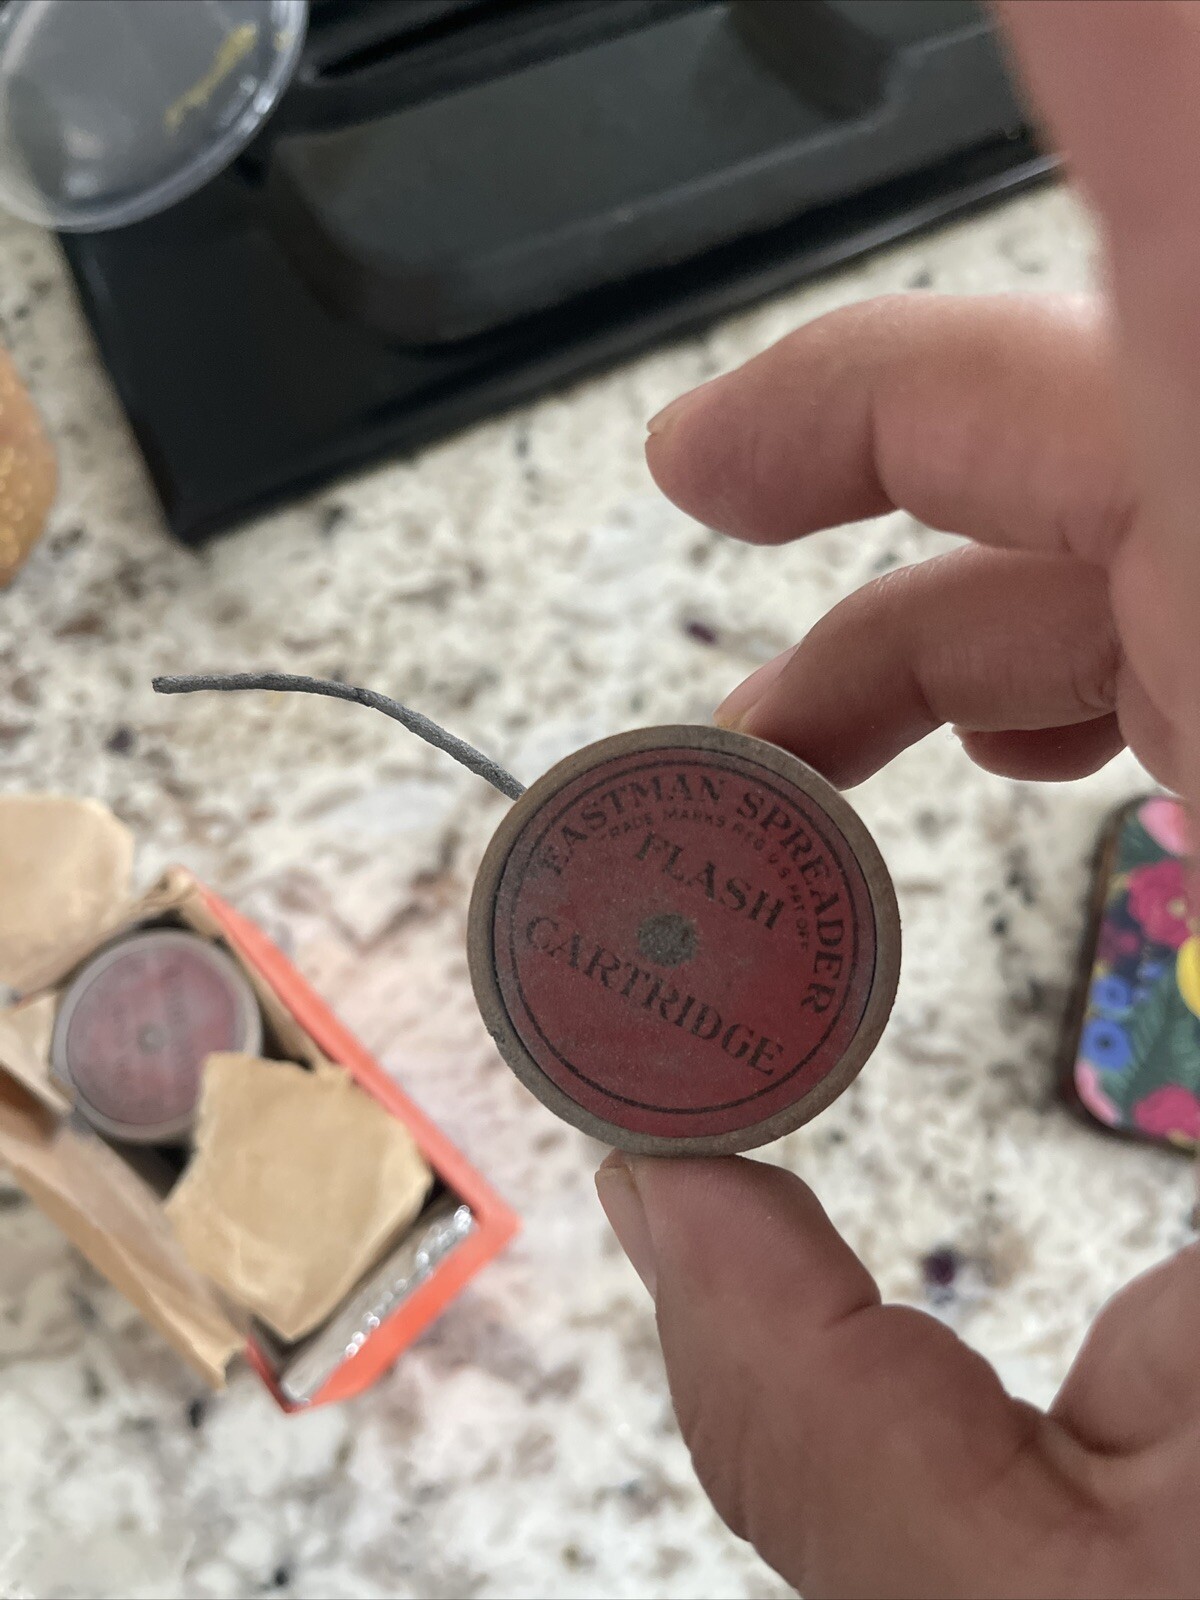 EASTMAN SPREADER
TRADE MARKS REG U S PAT OFF
FLASH
CARTRIDGE